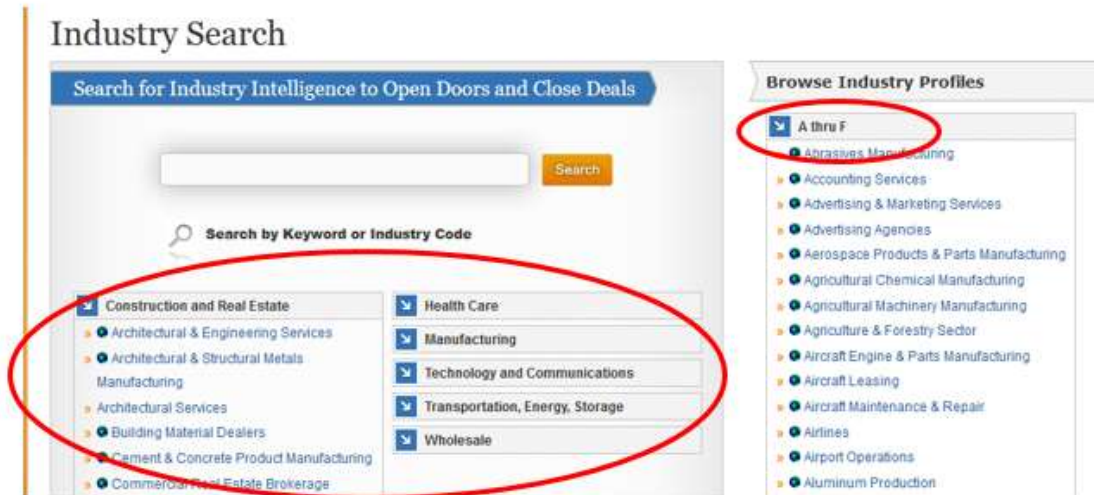 Industry Search
Search for Industry Intelligence to Open Doors and Close Deals
Search
Search by Keyword or Industry Code
Construction and Real Estate
Architectural & Engineering Services
Architectural & Structural Metals
Manufacturing
Architectural Services
Building Material Dealers
Cement & Concrete Product Manufacturing
Commercial Real Estate Brokerage
Health Care
Manufacturing
Technology and Communications
Transportation, Energy, Storage
Wholesale
Browse Industry Profiles
A thru F
Abrasives Manufacturing
Accounting Services
Advertising & Marketing Services
Advertising Agencies
Aerospace Products & Parts Manufacturing
Agricultural Chemical Manufacturing
Agricultural Machinery Manufacturing
Agriculture & Forestry Sector
Aircraft Engine & Parts Manufacturing
Aircraft Leasing
Aircraft Maintenance & Repair
Airlines
Airport Operations
Aluminum Production